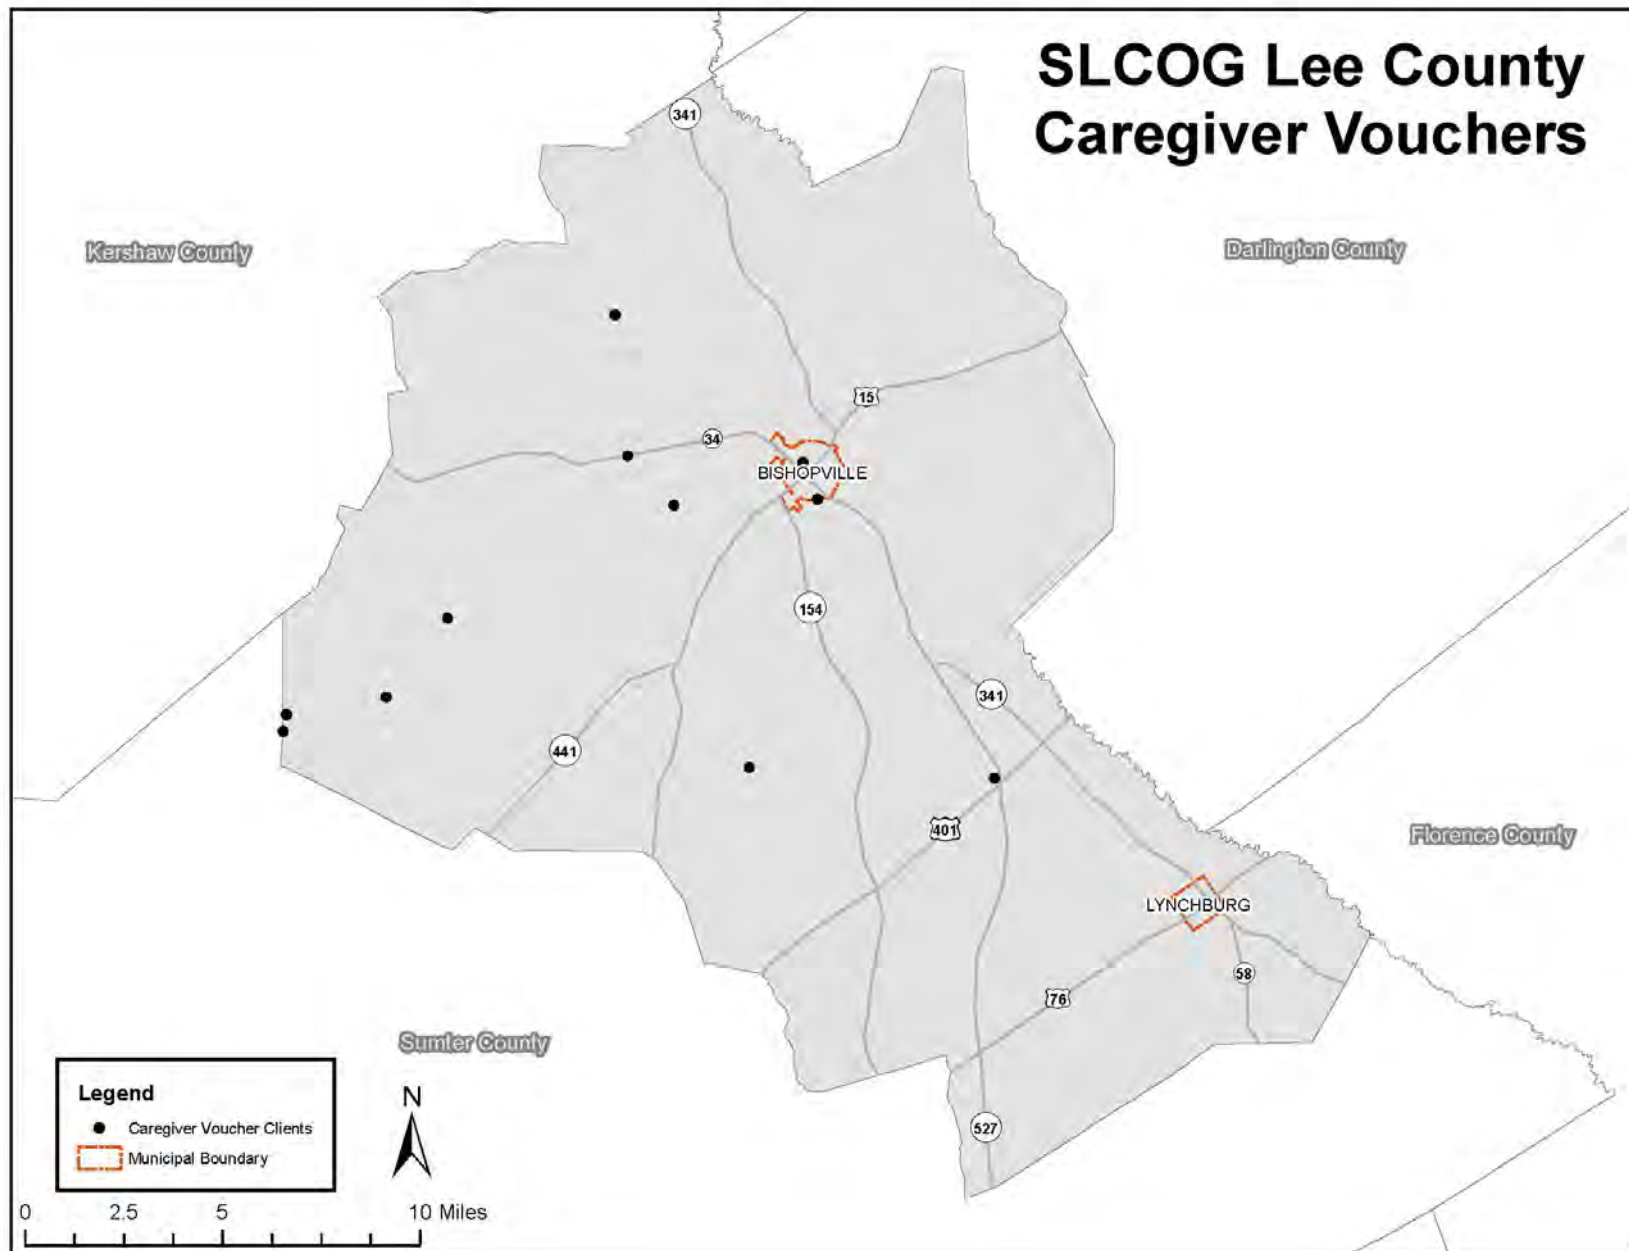 SLCOG Lee County
Caregiver Vouchers
341
Kershaw County
Darlington County
15
34
BISHOPVILLE
154
341
441
401
Florence County
LYNCHBURG
58
76
Sumter County
527
Legend
Caregiver Voucher Clients
Municipal Boundary
N
0 2.5 5 10 Miles